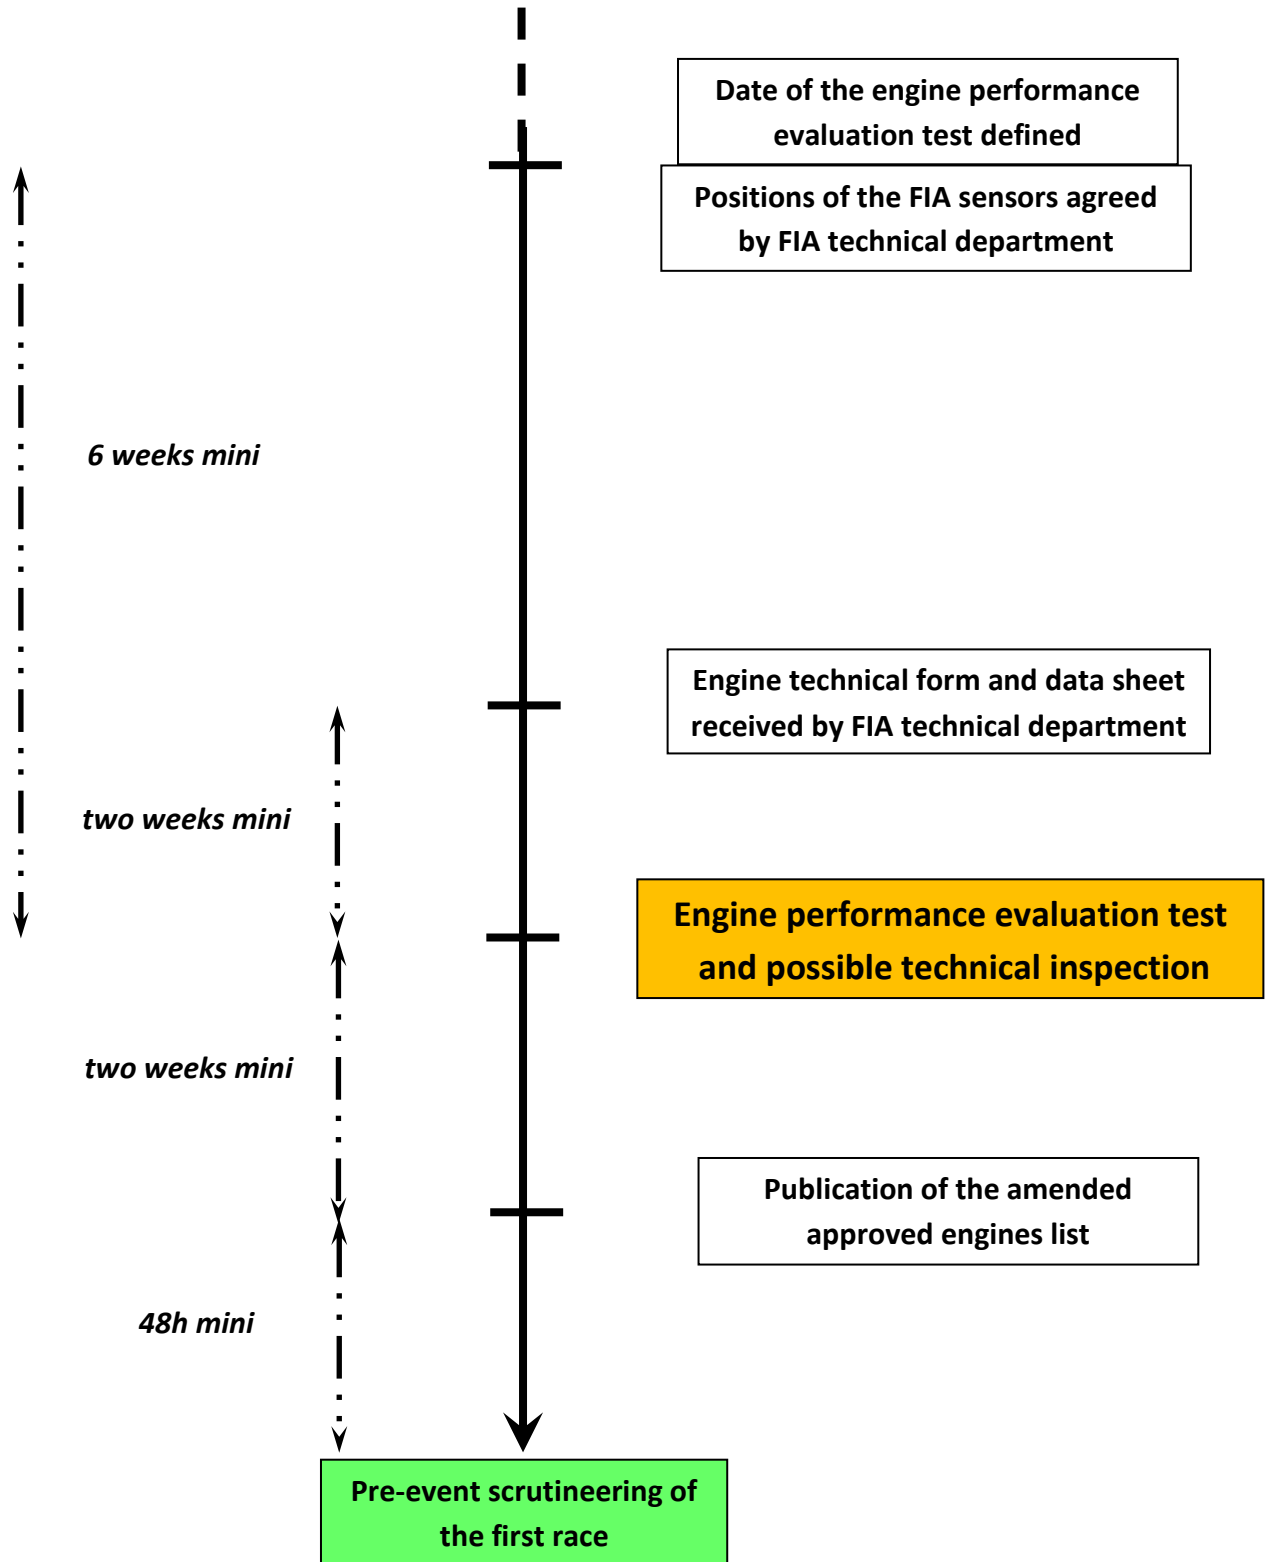 Date of the engine performance
evaluation test defined
Positions of the FIA sensors agreed
by FIA technical department
6 weeks mini
Engine technical form and data sheet
received by FIA technical department
two weeks mini
Engine performance evaluation test
and possible technical inspection
two weeks mini
Publication of the amended
approved engines list
48h mini
Pre-event scrutineering of
the first race